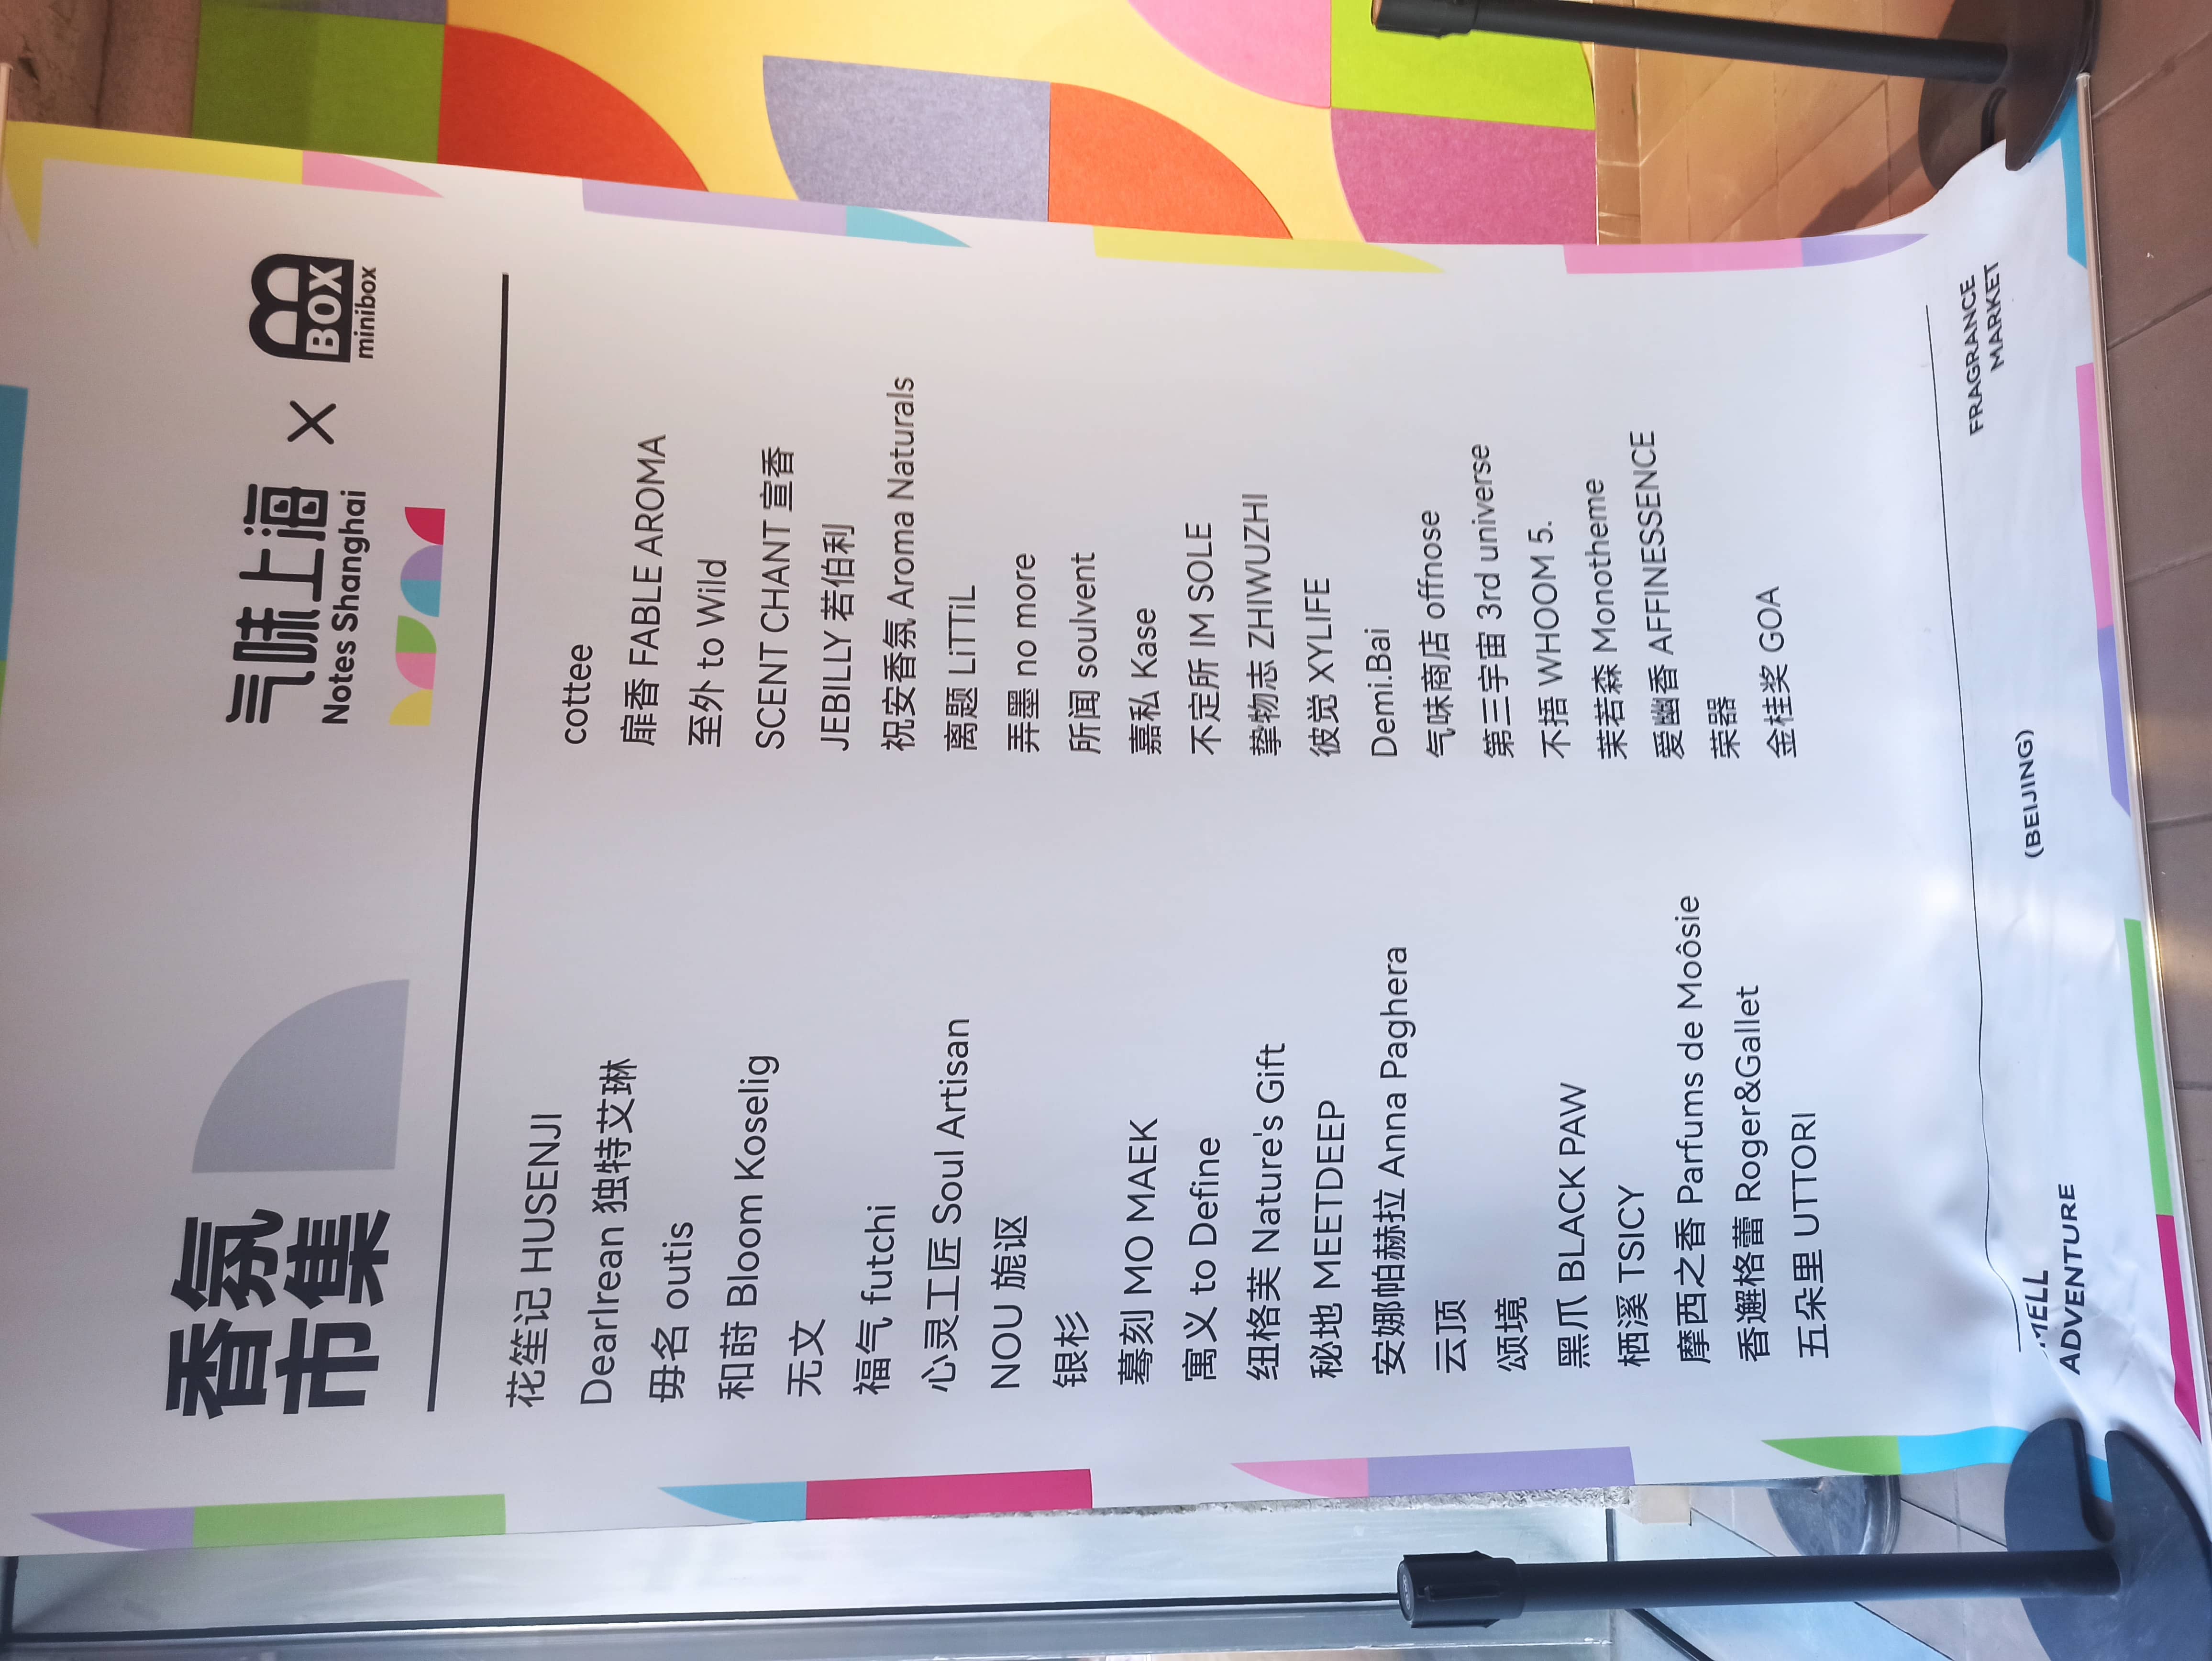 香氛
市集
气味上海
Notes Shanghai
×
BOX
minibox
花笙记 HUSENJI
DearIrean 独特艾琳
毋名 outis
和莳 Bloom Koselig
无文
福气 futchi
心灵工匠 Soul Artisan
NOU 旎讴
银杉
蓦刻 MO MAEK
寓义 to Define
纽格芙 Nature's Gift
秘地 MEETDEEP
安娜帕赫拉 Anna Paghera
云顶
颂境
黑爪 BLACK PAW
栖溪 TSICY
摩西之香 Parfums de Moôsie
香邂格蕾 Roger&Gallet
五朵里 UTTORI
cottee
扉香 FABLE AROMA
至外 to Wild
SCENT CHANT 宣香
JEBILLY 若伯利
祝安香氛 Aroma Naturals
离题 LiTTiL
弄墨 no more
所闻 soulvent
嘉私 Kase
不定所 IM SOLE
挚物志 ZHIWUZHI
彼觉 XYLIFE
Demi.Bai
气味商店 offnose
第三宇宙 3rd universe
不捂 WHOOM 5.
茉若森 Monotheme
爱幽香 AFFINESSENCE
荣器
金桂奖 GOA
SMELL
ADVENTURE
(BEIJING)
FRAGRANCE
MARKET